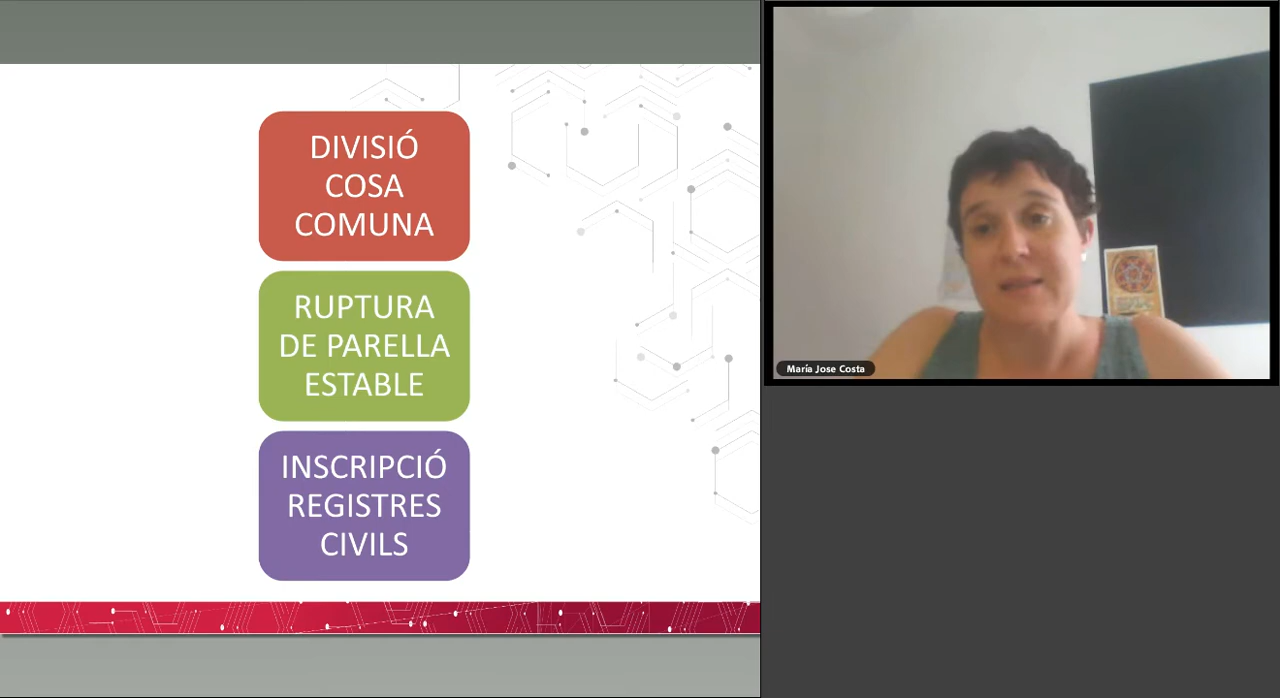 DIVISIÓ
COSA
COMUNA
RUPTURA
DE PARELLA
ESTABLE
INSCRIPCIÓ
REGISTRES
CIVILS
María Jose Costa